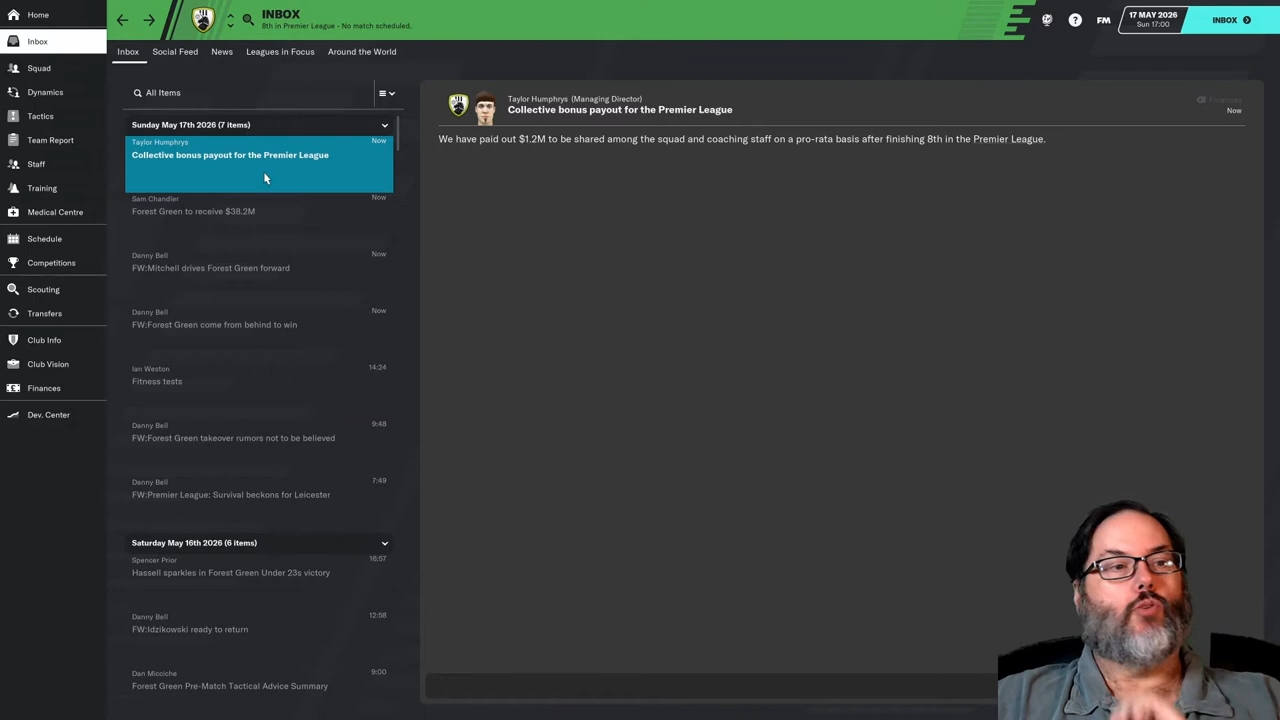 Home
Inbox
Squad
Dynamics
Tactics
Team Report
Staff
Training
Medical Centre
Schedule
Competitions
Scouting
Transfers
Club Info
Club Vision
Finances
Dev. Center
INBOX
8th in Premier League - No match scheduled.
FM
17 MAY 2026
Sun 17:00
INBOX
Inbox
Social Feed
News
Leagues in Focus
Around the World
All Items
Sunday May 17th 2026 (7 items)
Taylor Humphrys
Now
Collective bonus payout for the Premier League
Sam Chandler
Now
Forest Green to receive $38.2M
Danny Bell
Now
FW:Mitchell drives Forest Green forward
Danny Bell
Now
FW:Forest Green come from behind to win
Ian Weston
14:24
Fitness tests
Danny Bell
9:48
FW:Forest Green takeover rumors not to be believed
Danny Bell
7:49
FW:Premier League: Survival beckons for Leicester
Saturday May 16th 2026 (6 items)
Spencer Prior
16:57
Hassell sparkles in Forest Green Under 23s victory
Danny Bell
12:58
FW:Idzikowski ready to return
Dan Micciche
9:00
Forest Green Pre-Match Tactical Advice Summary
Taylor Humphrys (Managing Director)
Collective bonus payout for the Premier League
Finances
Now
We have paid out $1.2M to be shared among the squad and coaching staff on a pro-rata basis after finishing 8th in the Premier League.